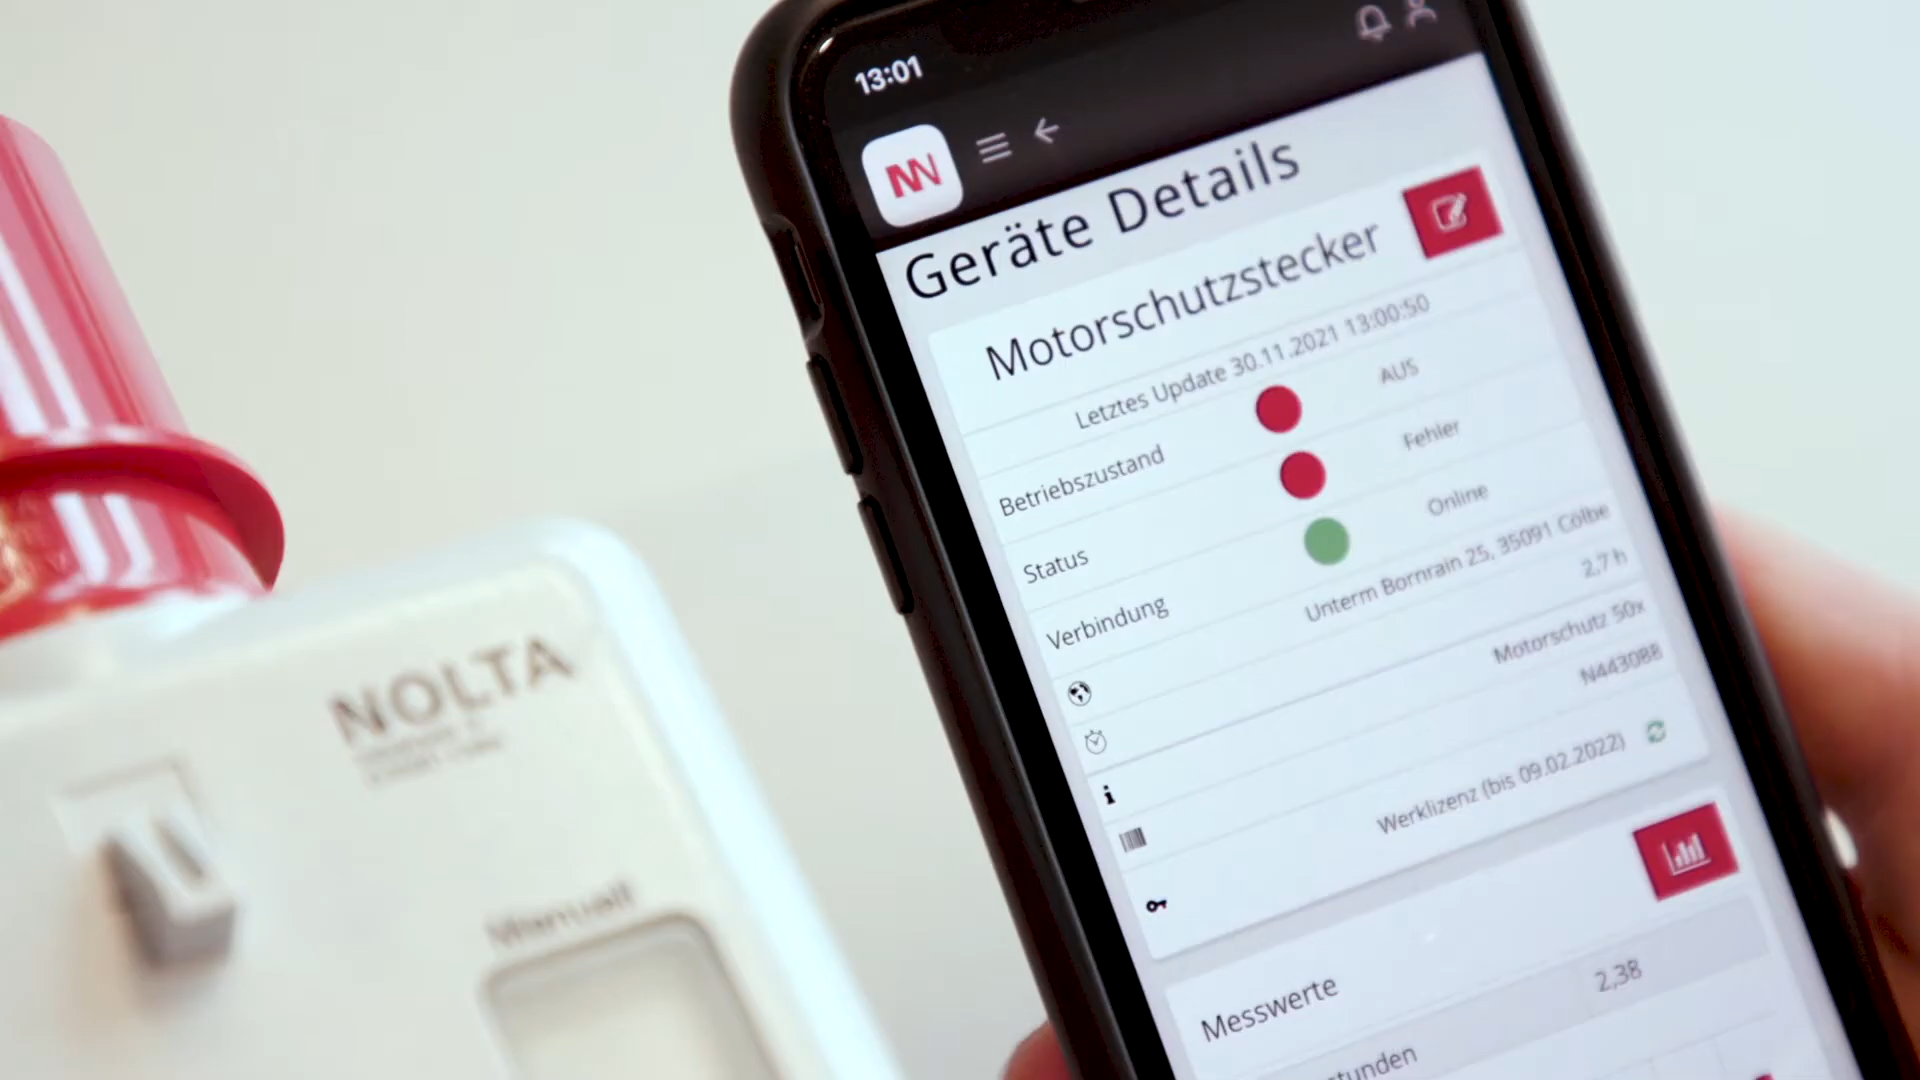 13:01
Geräte Details
Motorschutzstecker
Letztes Update 30.11.2021 13:00:50
Betriebszustand AUS
Status Fehler
Verbindung Online
Unterm Bornrain 25, 35091 Cölbe
2,7 h
Motorschutz 50x
N443088
Werklizenz (bis 09.02.2022)
Messwerte
2,38
NOLTA
Manuell